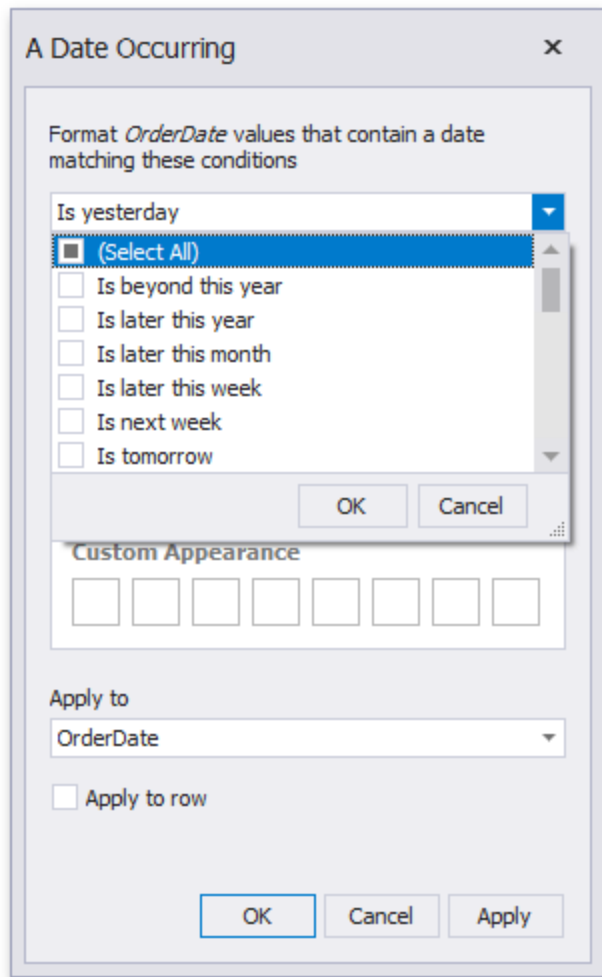 A Date Occurring
Format OrderDate values that contain a date
matching these conditions
Is yesterday
(Select All)
Is beyond this year
Is later this year
Is later this month
Is later this week
Is next week
Is tomorrow
OK Cancel
Custom Appearance
Apply to
OrderDate
Apply to row
OK Cancel Apply